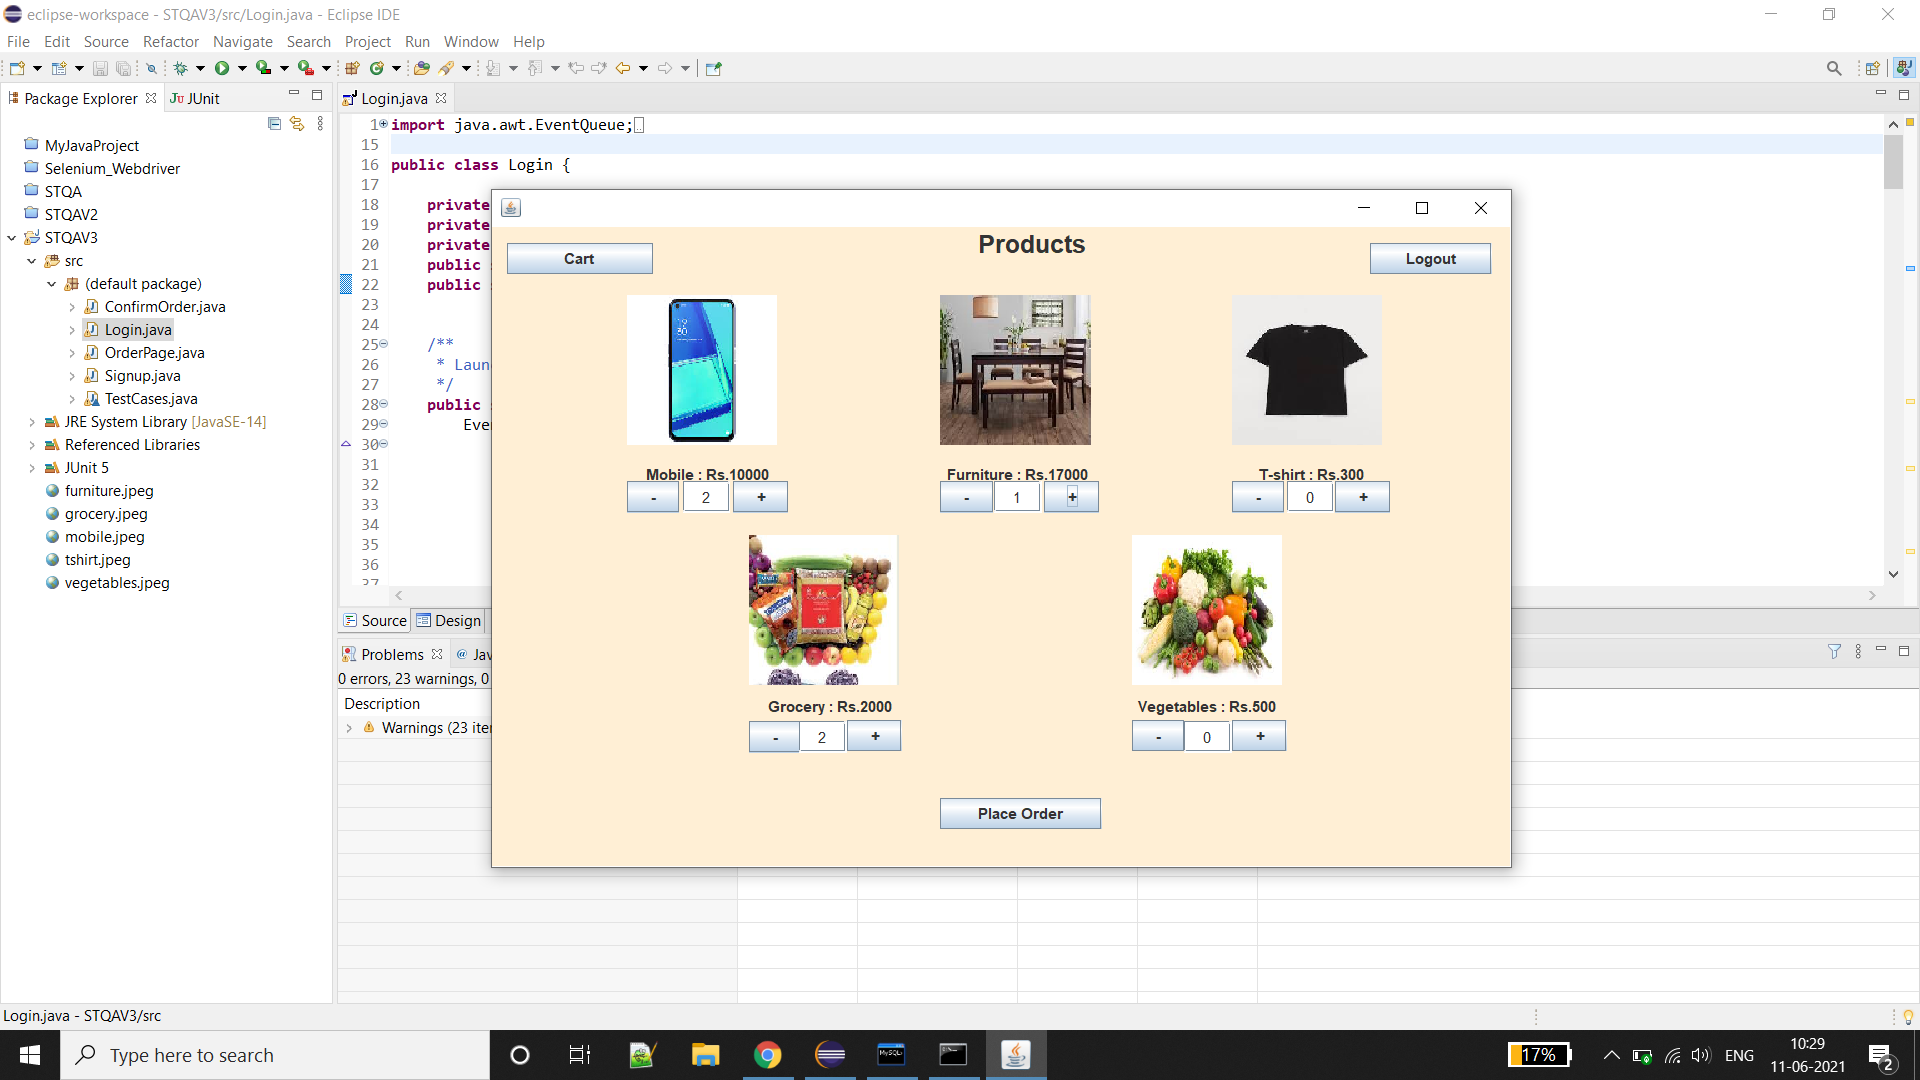 eclipse-workspace - STQAV3/src/Login.java - Eclipse IDE
File Edit Source Refactor Navigate Search Project Run Window Help
Package Explorer
JUnit
MyJavaProject
Selenium_Webdriver
STQA
STQAV2
STQAV3
src
(default package)
ConfirmOrder.java
Login.java
OrderPage.java
Signup.java
TestCases.java
JRE System Library [JavaSE-14]
Referenced Libraries
JUnit 5
furniture.jpeg
grocery.jpeg
mobile.jpeg
tshirt.jpeg
vegetables.jpeg
Login.java
1 import java.awt.EventQueue;
15
16 public class Login {
17
18 private
19 private
20 private
21 public
22 public
23
24
25 /**
26 * Laun
27 */
28 public
29 Eve
30
31
32
33
34
35
36
37
Source Design
Problems @ Jav
0 errors, 23 warnings, 0
Description
Warnings (23 iter
Cart
Products
Logout
Mobile : Rs.10000
- 2 +
Furniture : Rs.17000
- 1 +
T-shirt : Rs.300
- 0 +
Grocery : Rs.2000
- 2 +
Vegetables : Rs.500
- 0 +
Place Order
Login.java - STQAV3/src
Type here to search
MySQL
17%
ENG
10:29
11-06-2021
2